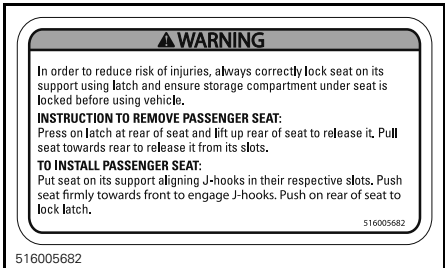 WARNING
In order to reduce risk of injuries, always correctly lock seat on its
support using latch and ensure storage compartment under seat is
locked before using vehicle.
INSTRUCTION TO REMOVE PASSENGER SEAT:
Press on latch at rear of seat and lift up rear of seat to release it. Pull
seat towards rear to release it from its slots.
TO INSTALL PASSENGER SEAT:
Put seat on its support aligning J-hooks in their respective slots. Push
seat firmly towards front to engage J-hooks. Push on rear of seat to
lock latch.
516005682
516005682